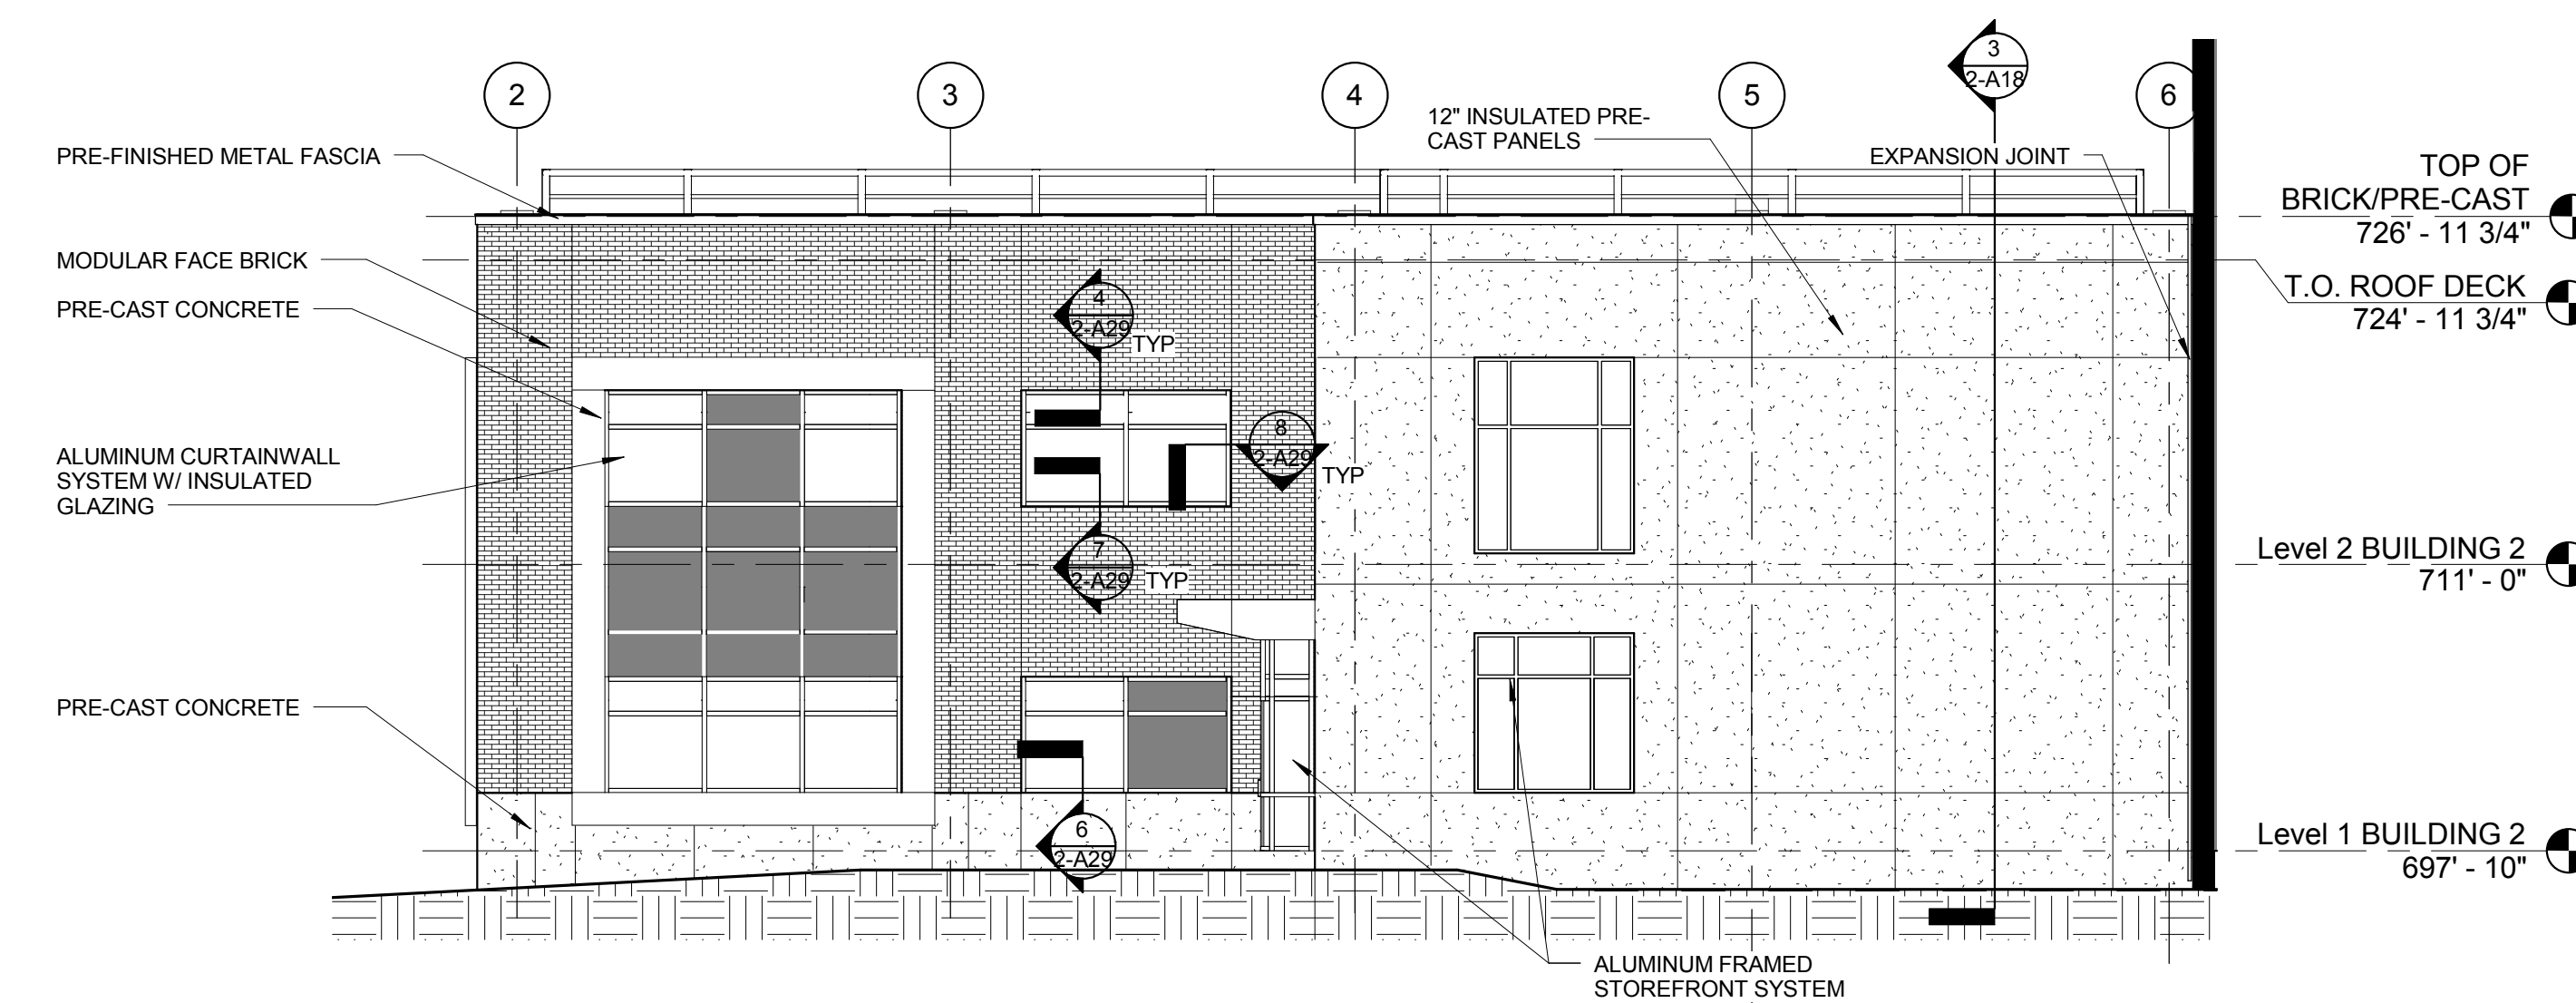 2
3
4
5
6
3
2-A18
12" INSULATED PRE-
CAST PANELS
EXPANSION JOINT
PRE-FINISHED METAL FASCIA
MODULAR FACE BRICK
PRE-CAST CONCRETE
ALUMINUM CURTAINWALL
SYSTEM W/ INSULATED
GLAZING
PRE-CAST CONCRETE
4
2-A29
TYP
8
2-A29
TYP
7
2-A29
TYP
6
2-A29
TOP OF
BRICK/PRE-CAST
726' - 11 3/4"
T.O. ROOF DECK
724' - 11 3/4"
Level 2 BUILDING 2
711' - 0"
Level 1 BUILDING 2
697' - 10"
ALUMINUM FRAMED
STOREFRONT SYSTEM